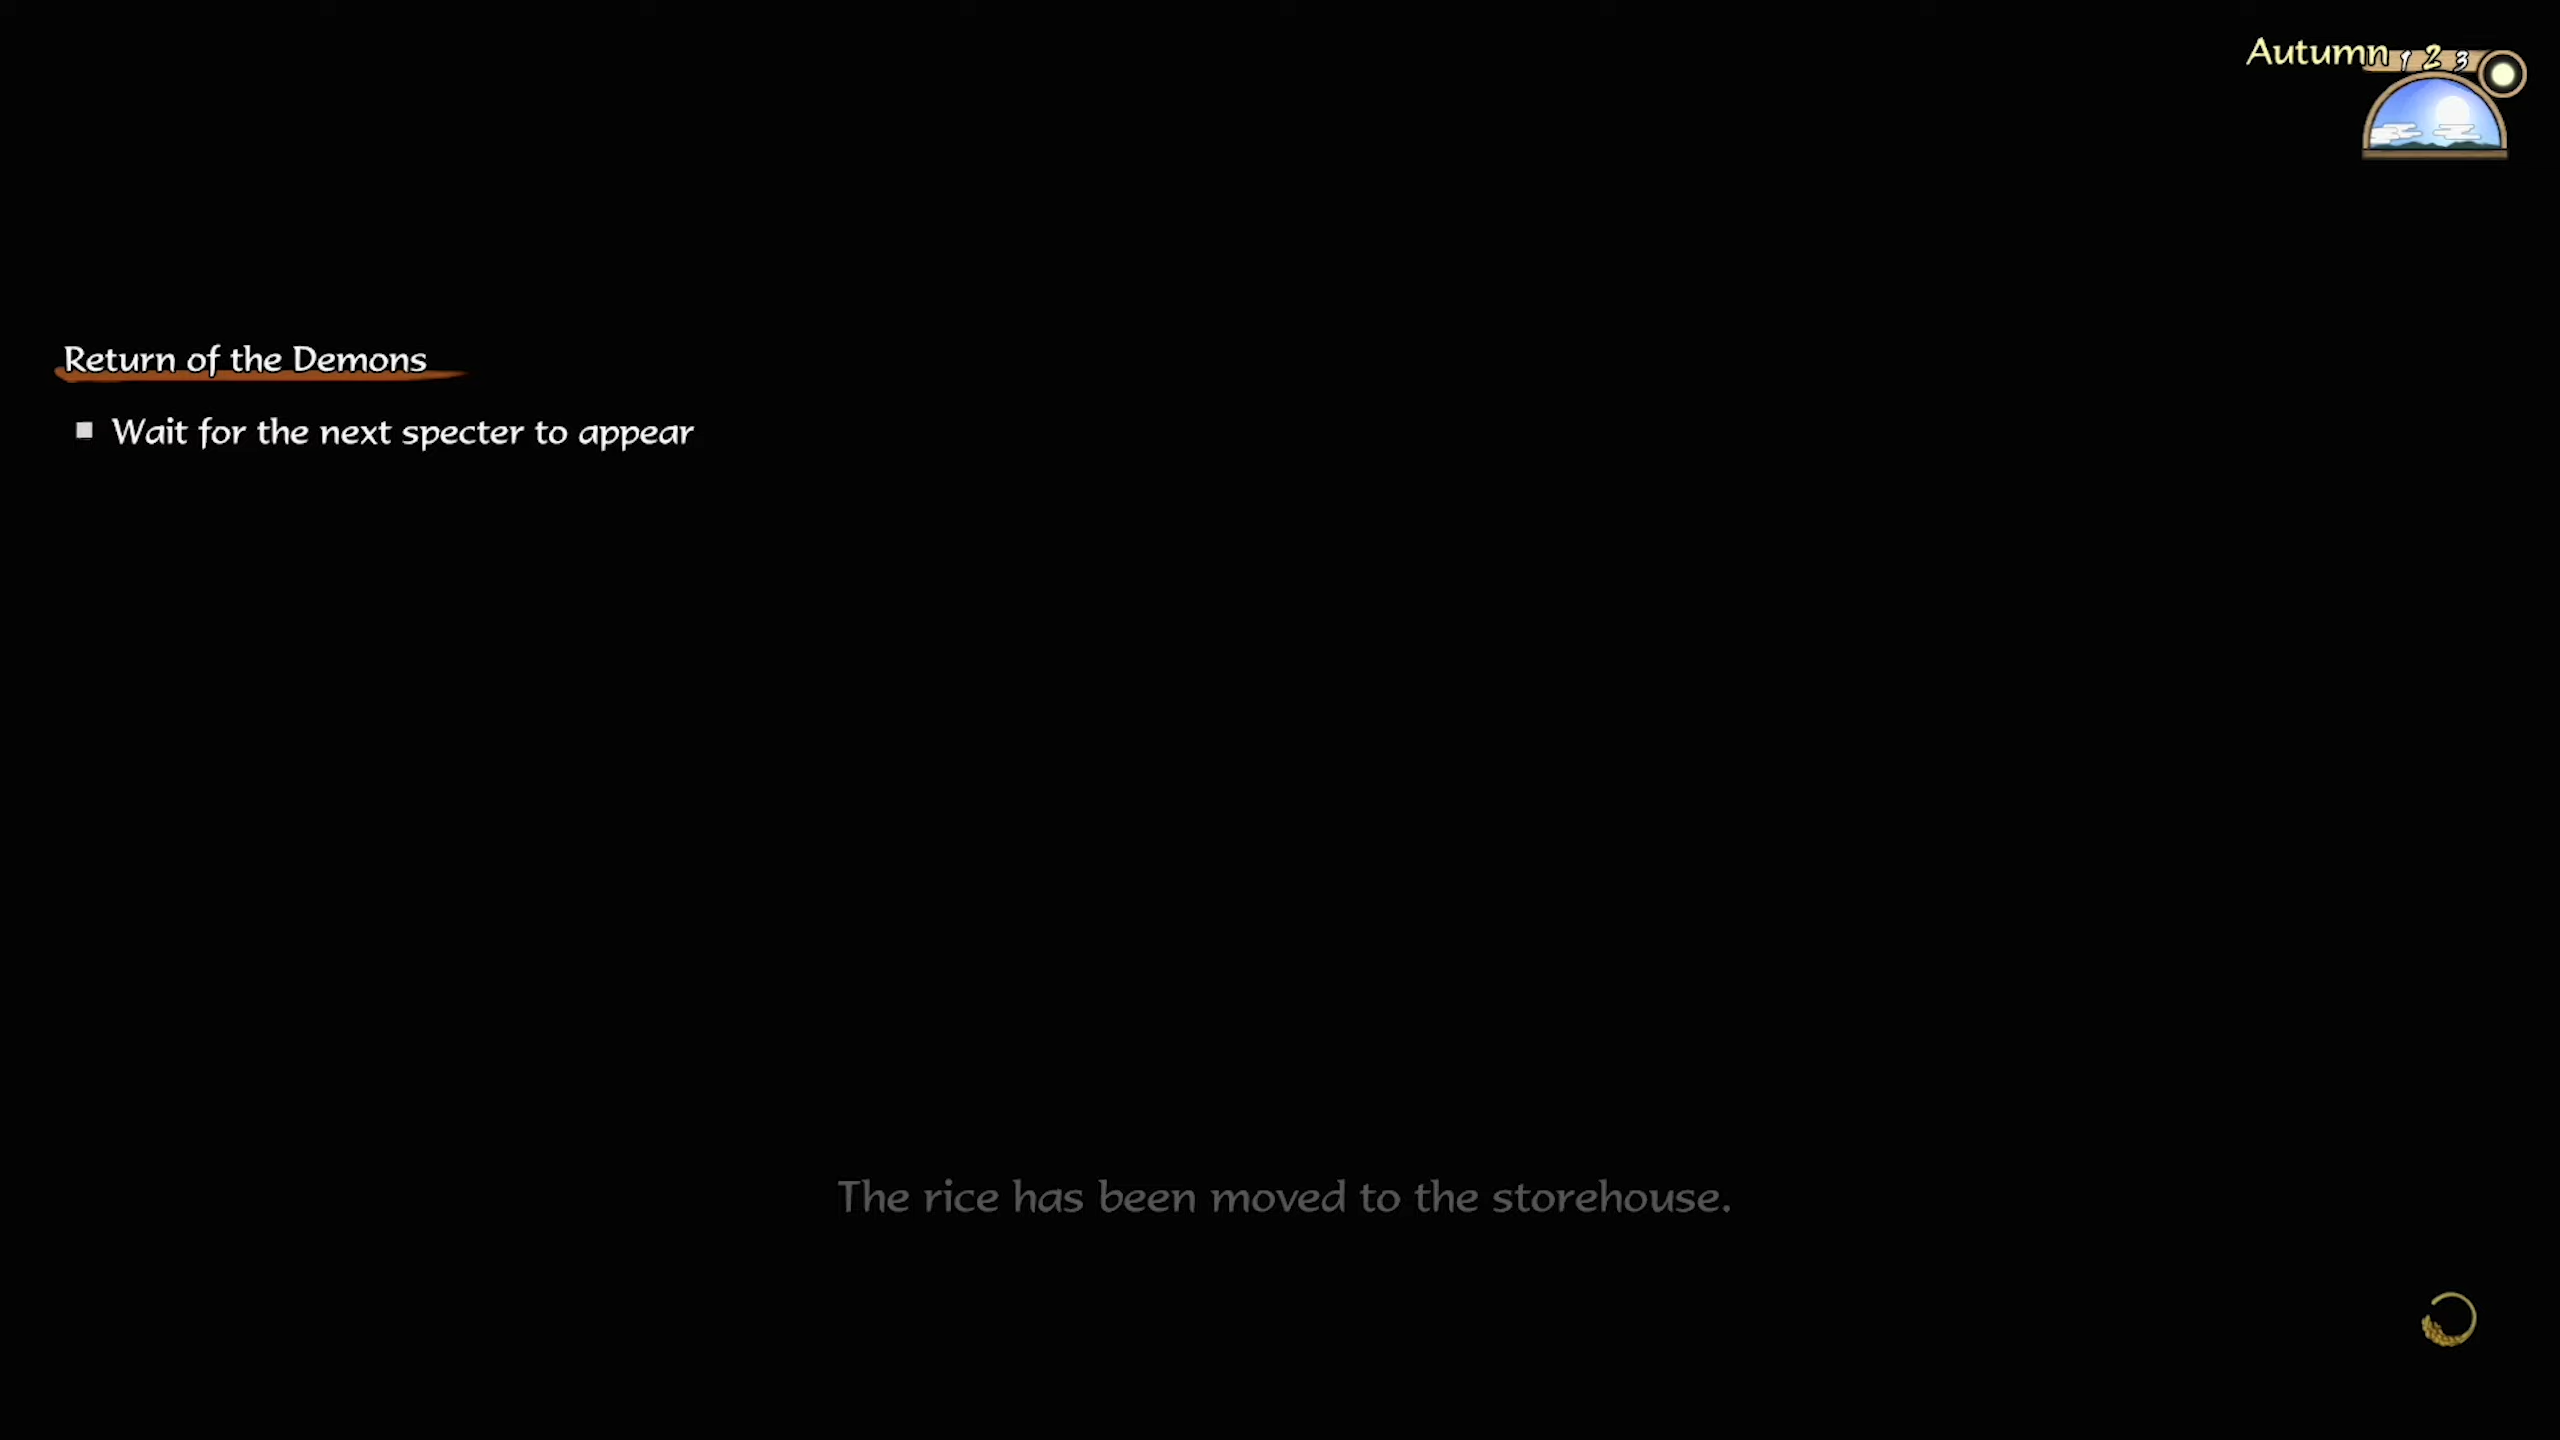 Autumn 1 2 3
Return of the Demons
Wait for the next specter to appear
The rice has been moved to the storehouse.